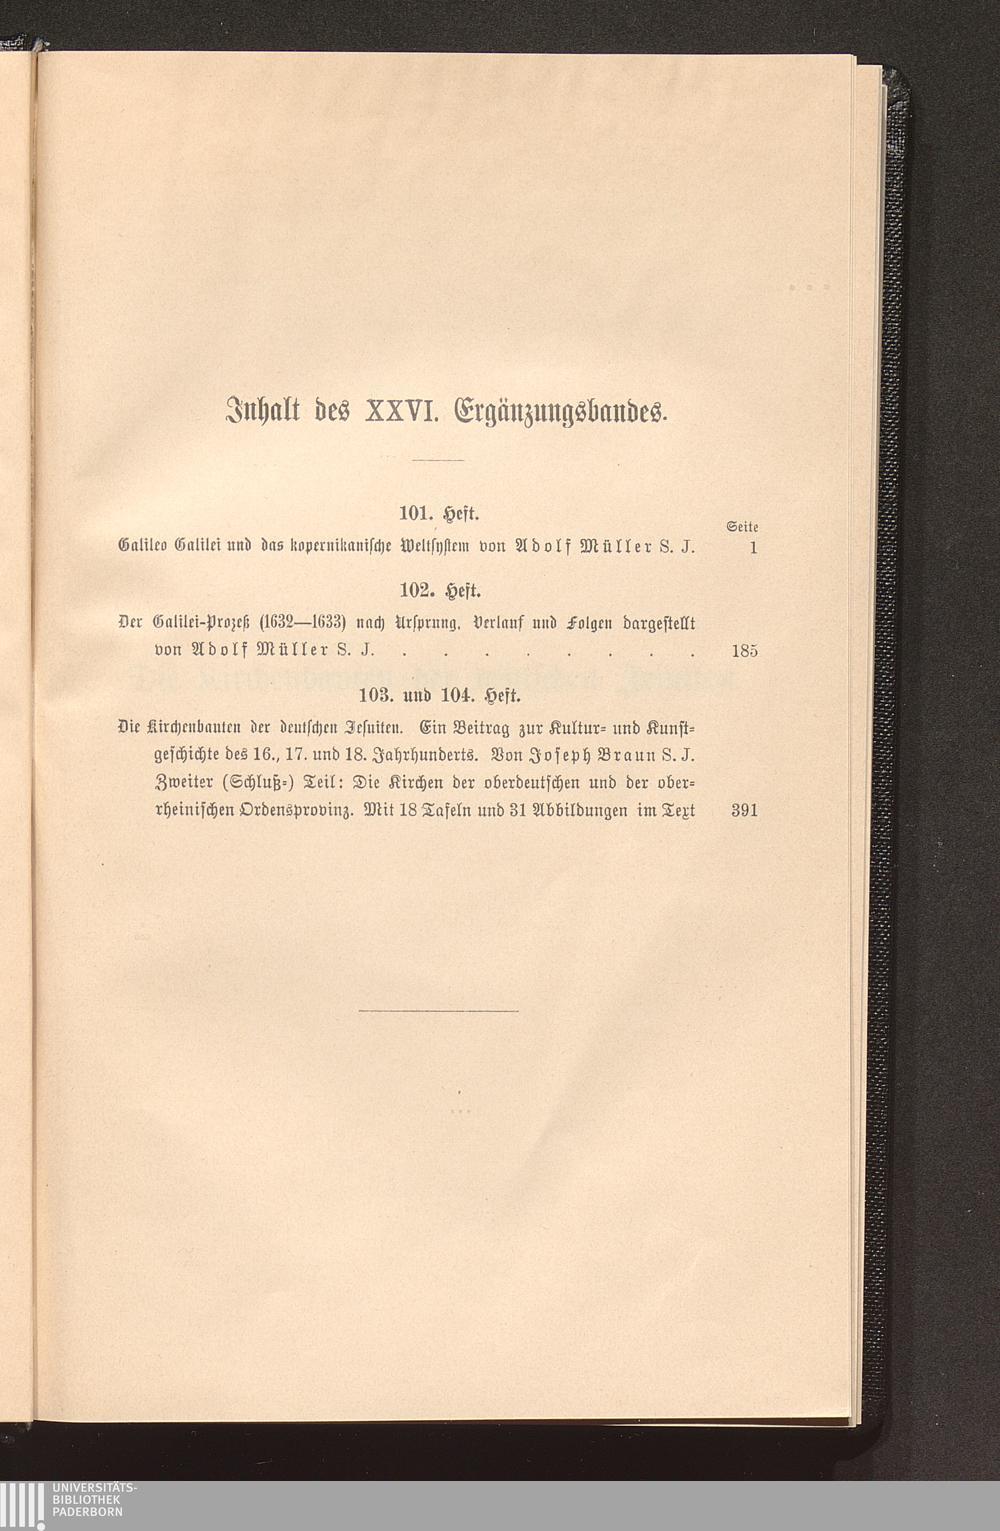 Inhalt des XXVI. Ergänzungsbandes.
101. Heft.
Seite
Galileo Galilei und das kopernikanische Weltsystem von Adolf Müller S. J. 1
102. Heft.
Der Galilei-Prozeß (1632—1633) nach Ursprung, Verlauf und Folgen dargestellt
von Adolf Müller S. J. . . . . . . . . 185
103. und 104. Heft.
Die Kirchenbauten der deutschen Jesuiten. Ein Beitrag zur Kultur- und Kunst-
geschichte des 16., 17. und 18. Jahrhunderts. Von Joseph Braun S. J.
Zweiter (Schluß-) Teil: Die Kirchen der oberdeutschen und der ober-
rheinischen Ordensprovinz. Mit 18 Tafeln und 31 Abbildungen im Text 391
UNIVERSITÄTS-
BIBLIOTHEK
PADERBORN